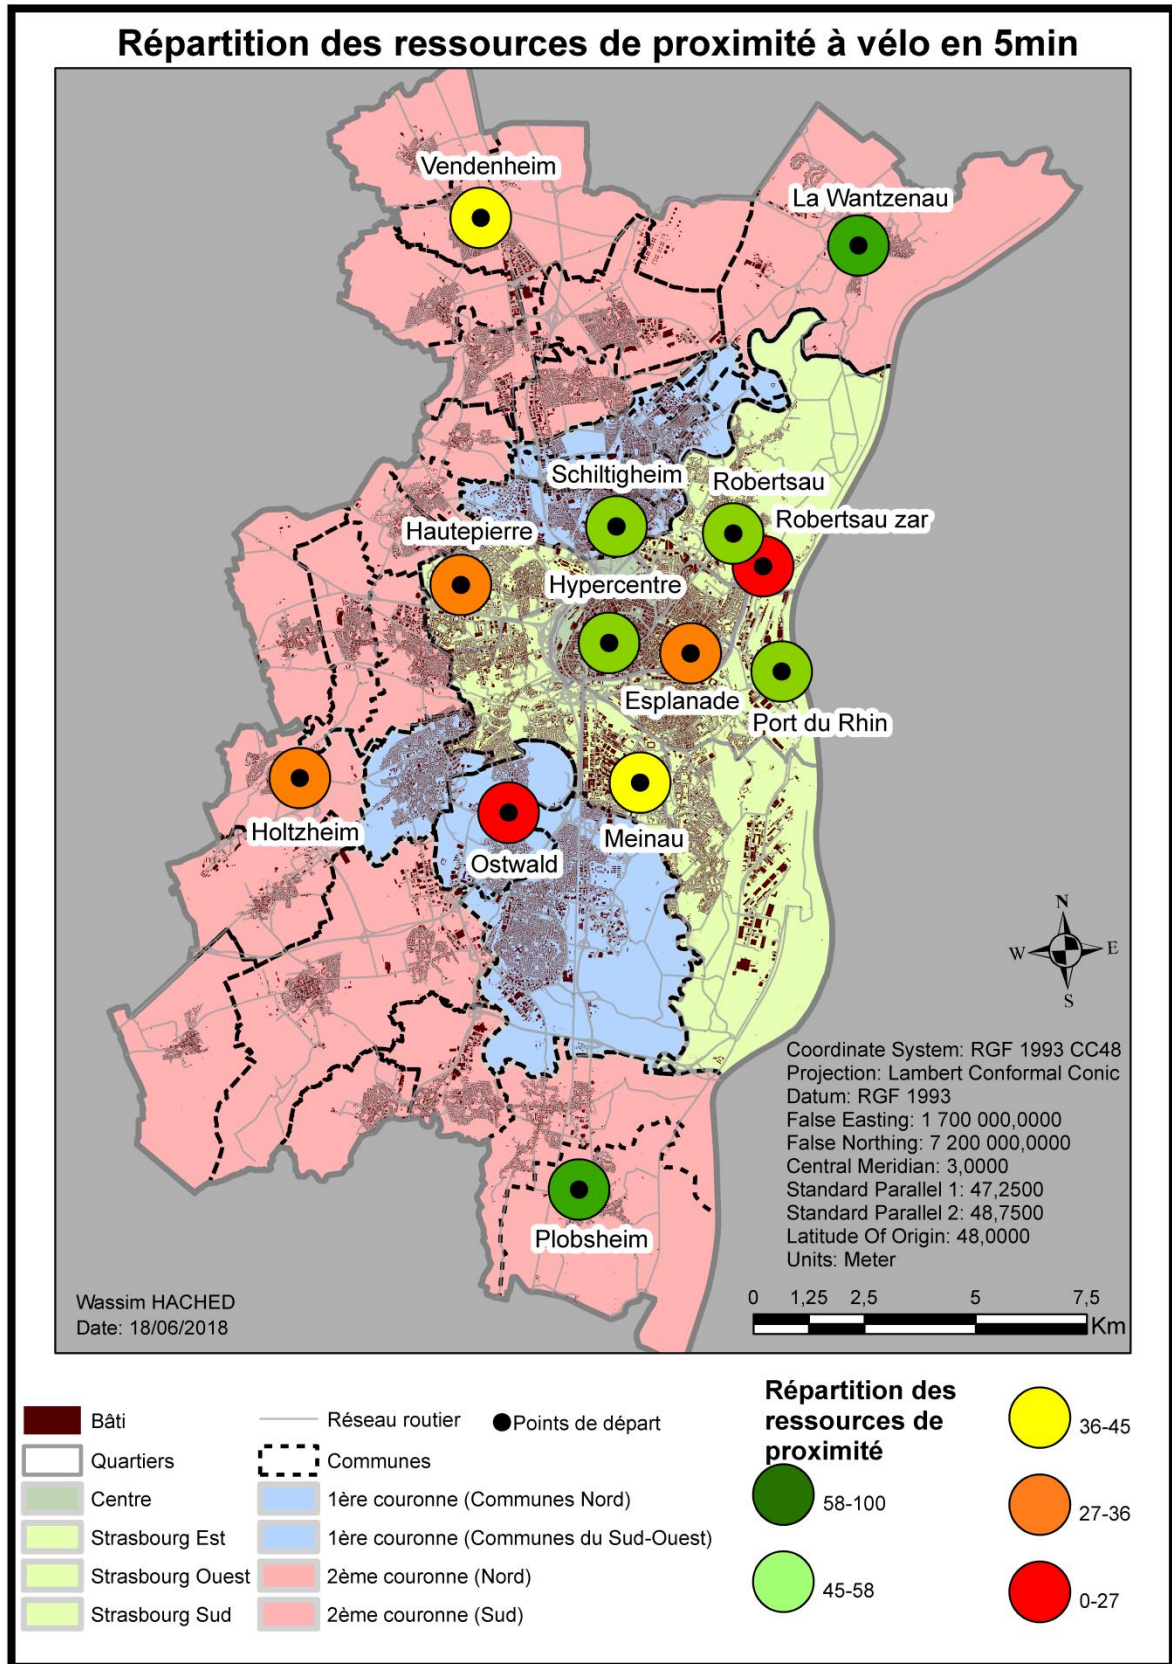 Répartition des ressources de proximité à vélo en 5min
Vendenheim
La Wantzenau
Schiltigheim
Robertsau
Robertsau zar
Hautepierre
Hypercentre
Esplanade
Port du Rhin
Holtzheim
Ostwald
Meinau
N
W
E
S
Plobsheim
Coordinate System: RGF 1993 CC48
Projection: Lambert Conformal Conic
Datum: RGF 1993
False Easting: 1 700 000,0000
False Northing: 7 200 000,0000
Central Meridian: 3,0000
Standard Parallel 1: 47,2500
Standard Parallel 2: 48,7500
Latitude Of Origin: 48,0000
Units: Meter
Wassim HACHED
Date: 18/06/2018
0 1,25 2,5 5 7,5
Km
Bâti
Quartiers
Centre
Strasbourg Est
Strasbourg Ouest
Strasbourg Sud
Réseau routier
Communes
1ère couronne (Communes Nord)
1ère couronne (Communes du Sud-Ouest)
2ème couronne (Nord)
2ème couronne (Sud)
Points de départ
Répartition des
ressources de
proximité
58-100
45-58
36-45
27-36
0-27